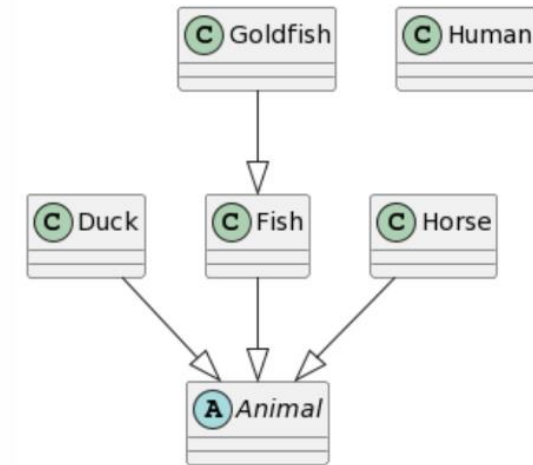 C Goldfish
C Human
C Duck
C Fish
C Horse
A Animal